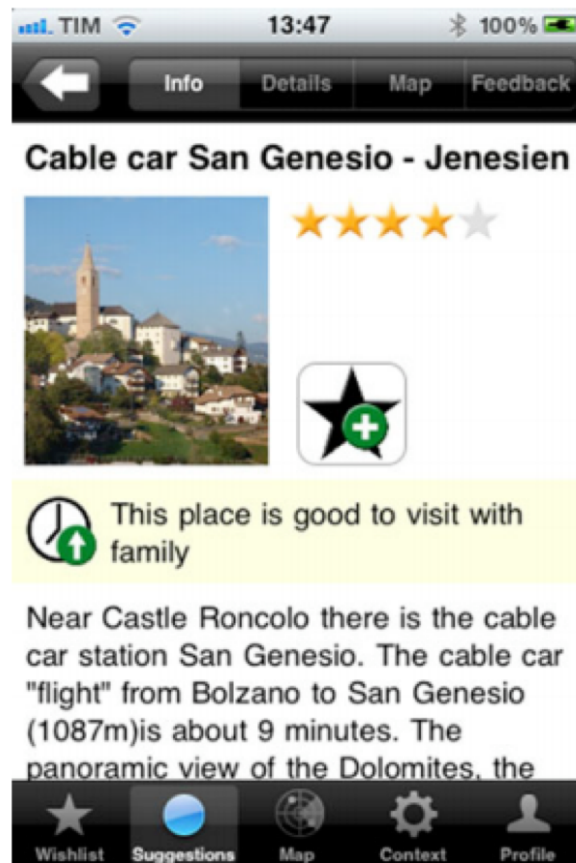 TIM 13:47 100%
Info Details Map Feedback
Cable car San Genesio - Jenesien
This place is good to visit with
family
Near Castle Roncolo there is the cable
car station San Genesio. The cable car
"flight" from Bolzano to San Genesio
(1087m)is about 9 minutes. The
panoramic view of the Dolomites, the
Wishlist Suggestions Map Context Profile